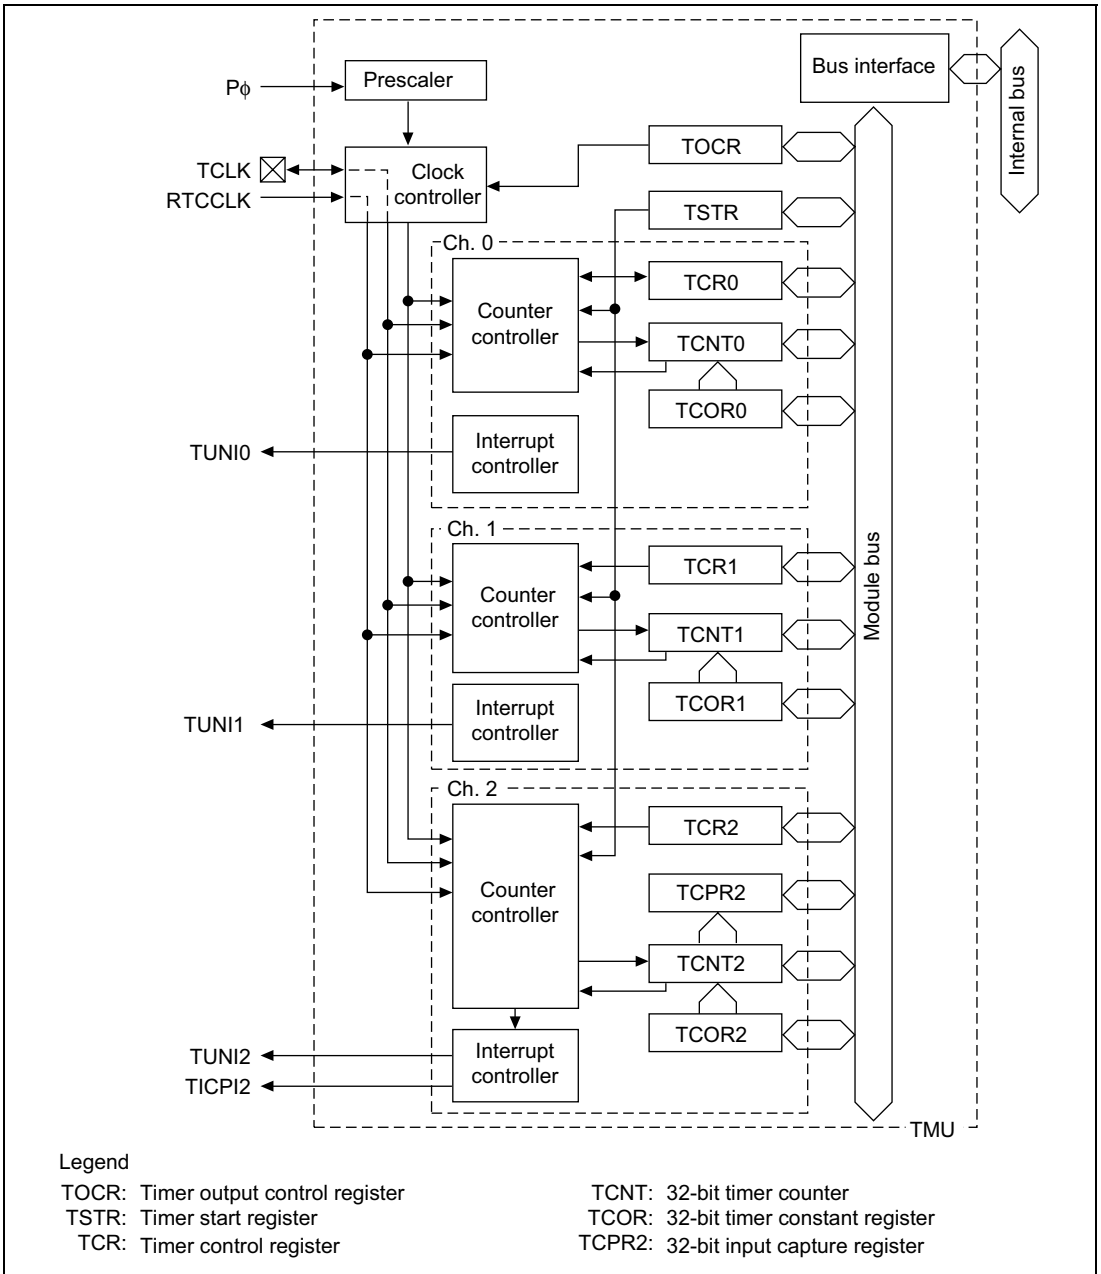 Pϕ
Prescaler
Bus interface
Internal bus
TCLK
RTCCLK
Clock
controller
TOCR
TSTR
Ch. 0
Counter
controller
TCR0
TCNT0
TCOR0
TUNI0
Interrupt
controller
Module bus
Ch. 1
Counter
controller
TCR1
TCNT1
TCOR1
TUNI1
Interrupt
controller
Ch. 2
Counter
controller
TCR2
TCPR2
TCNT2
TCOR2
TUNI2
TICPI2
Interrupt
controller
TMU
Legend
TOCR: Timer output control register
TSTR: Timer start register
TCR: Timer control register
TCNT: 32-bit timer counter
TCOR: 32-bit timer constant register
TCPR2: 32-bit input capture register